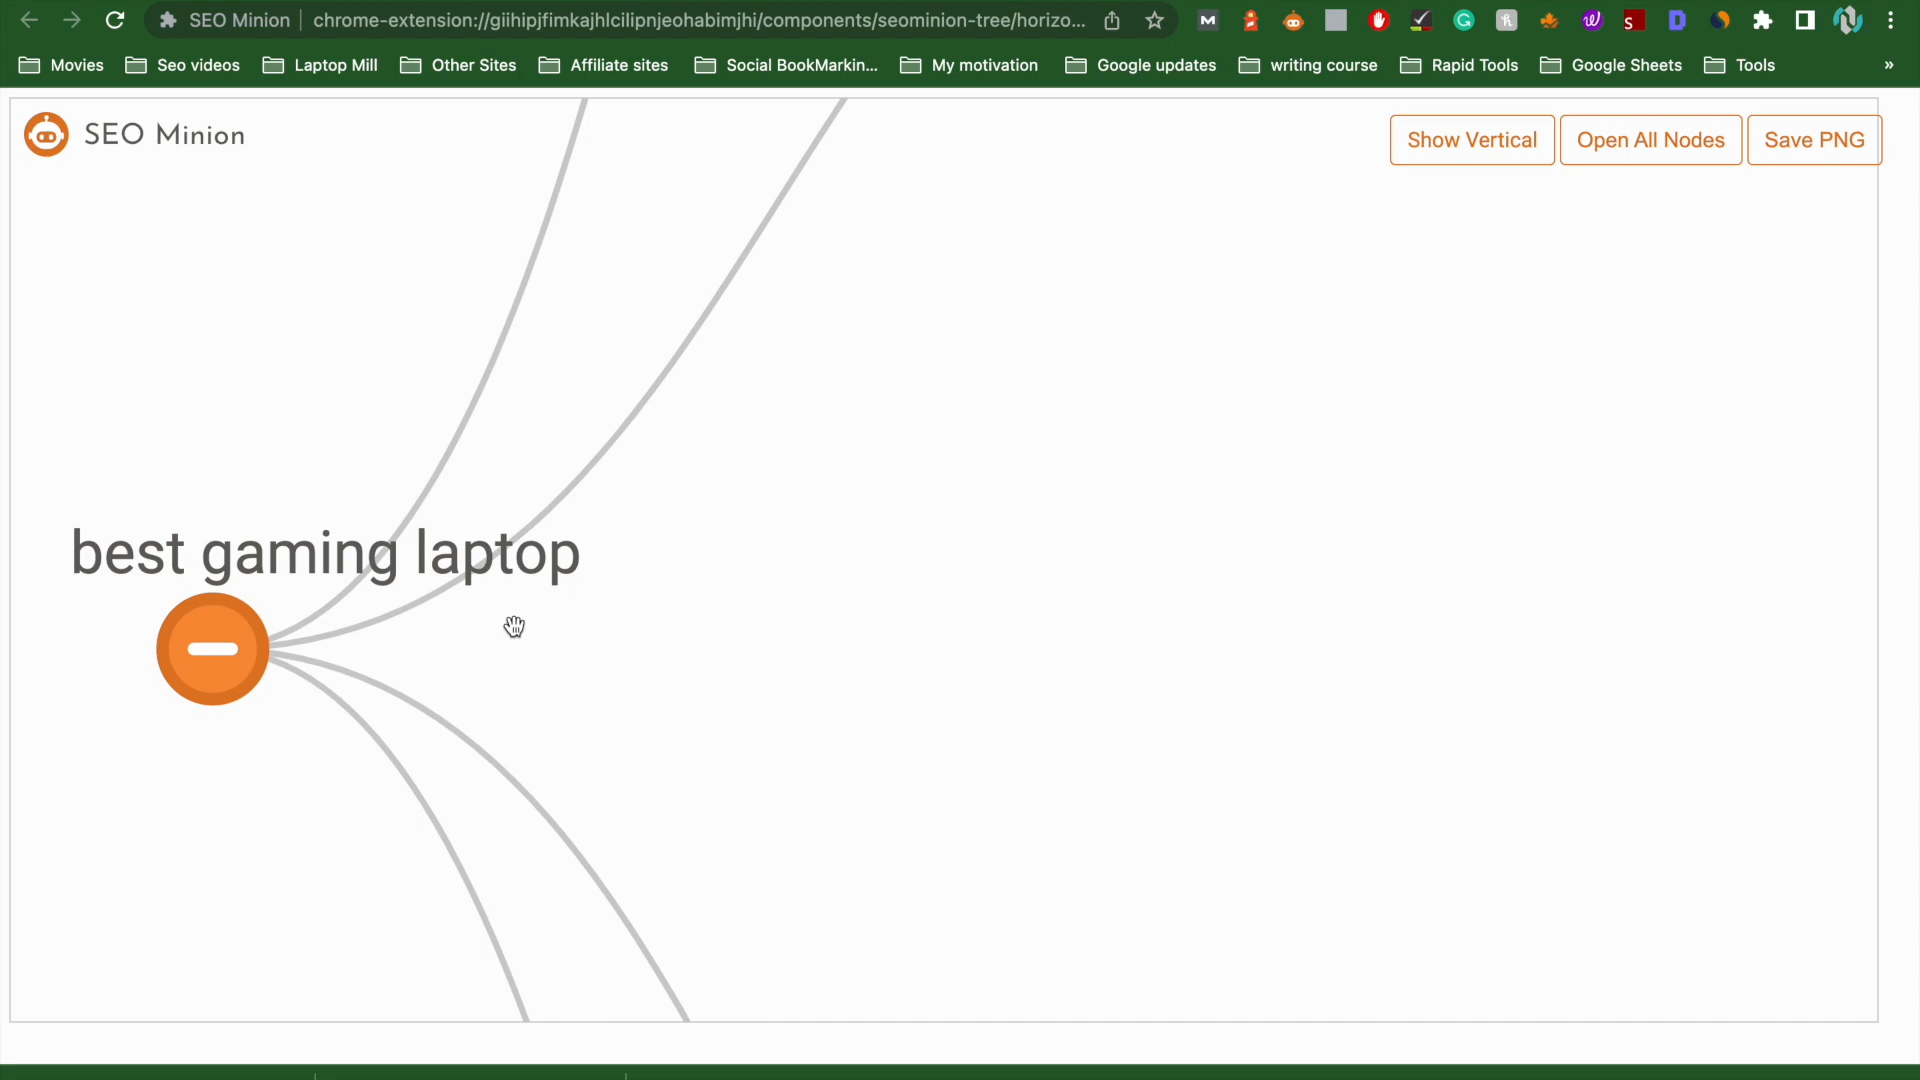 SEO Minion
chrome-extension://giihipjfimkajhlcilipnjeohabimjhi/components/seominion-tree/horizo...
Movies
Seo videos
Laptop Mill
Other Sites
Affiliate sites
Social BookMarkin...
My motivation
Google updates
writing course
Rapid Tools
Google Sheets
Tools
»
SEO Minion
Show Vertical
Open All Nodes
Save PNG
best gaming laptop